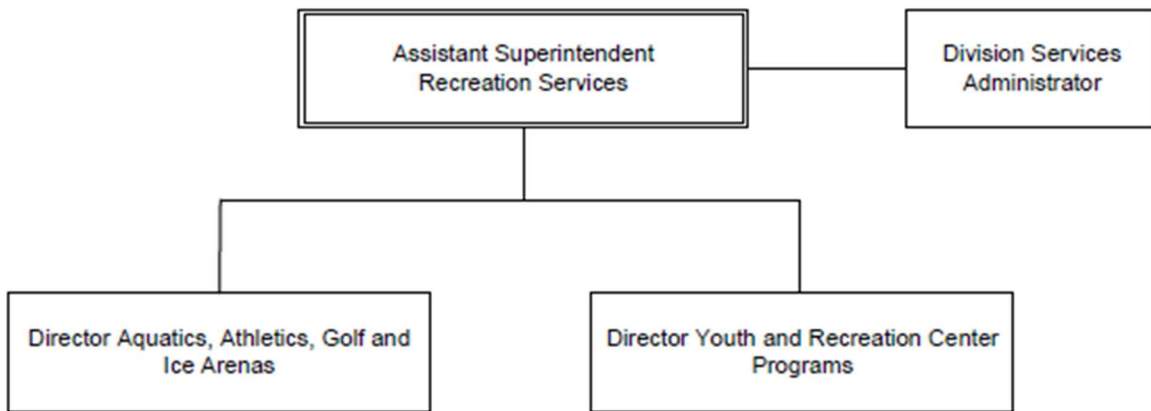 Assistant Superintendent
Recreation Services
Division Services
Administrator
Director Aquatics, Athletics, Golf and
Ice Arenas
Director Youth and Recreation Center
Programs